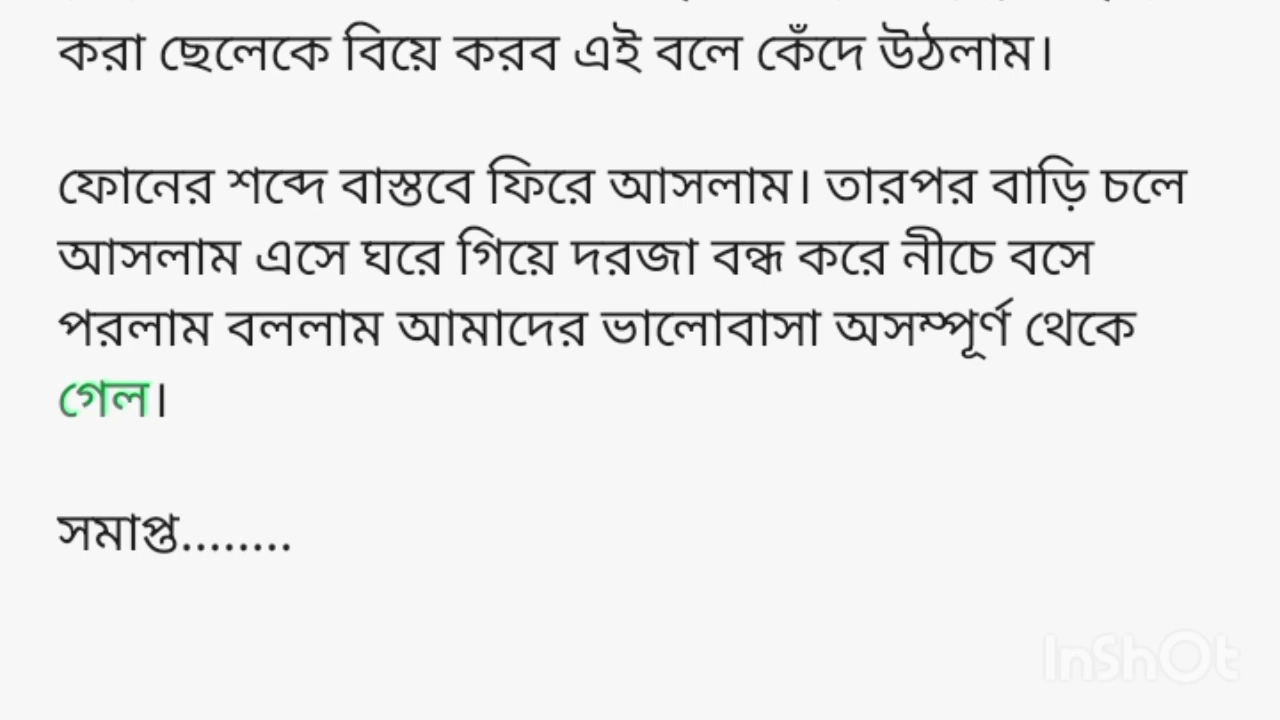 করা ছেলেকে বিয়ে করব এই বলে কেঁদে উঠলাম।
ফোনের শব্দে বাস্তবে ফিরে আসলাম। তারপর বাড়ি চলে
আসলাম এসে ঘরে গিয়ে দরজা বন্ধ করে নীচে বসে
পরলাম বললাম আমাদের ভালোবাসা অসম্পূর্ণ থেকে
গেল।
সমাপ্ত........
InShOt